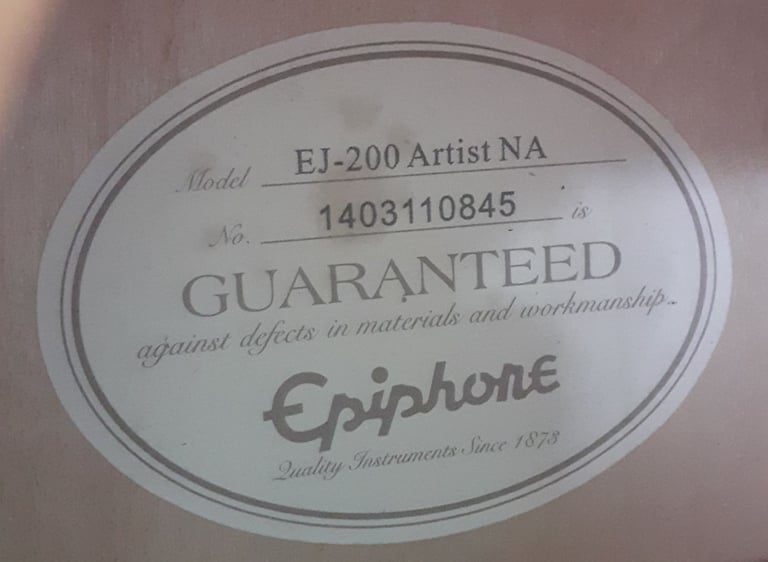 Model EJ-200 Artist NA
No. 1403110845 is
GUARANTEED
against defects in materials and workmanship.
Epiphone
Quality Instruments Since 1873